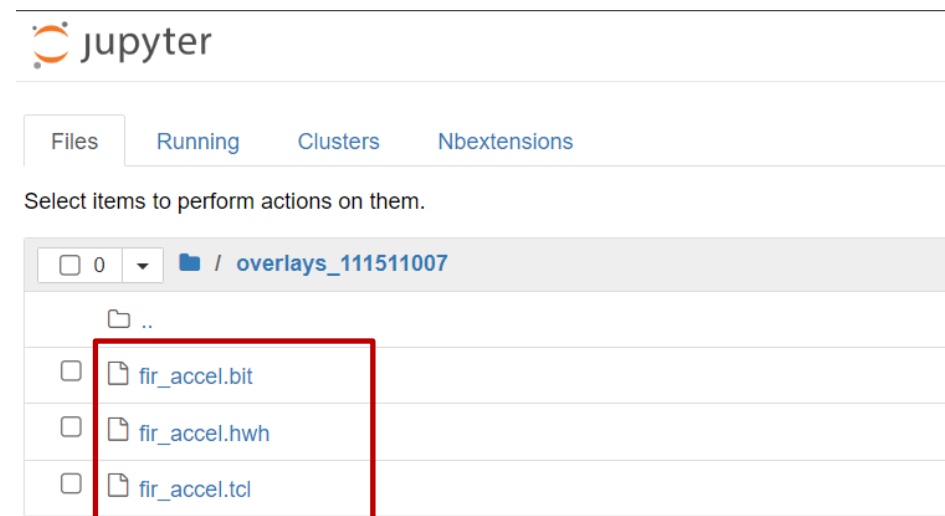 jupyter
Files Running Clusters Nbextensions
Select items to perform actions on them.
0 / overlays_111511007
..
fir_accel.bit
fir_accel.hwh
fir_accel.tcl